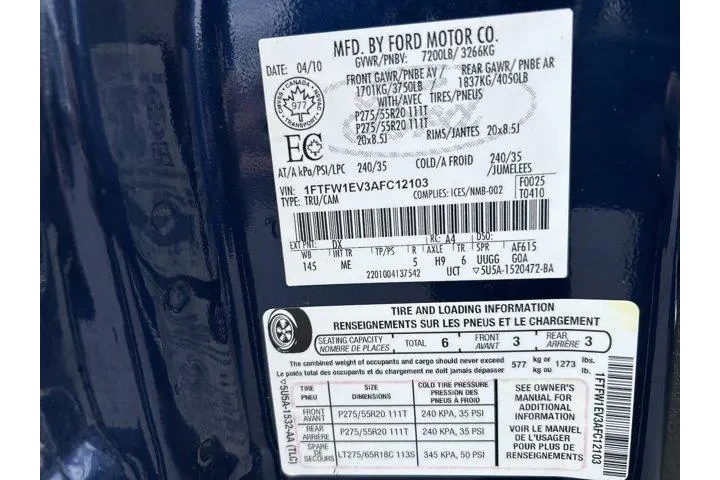 MFD. BY FORD MOTOR CO.
DATE: 04/10 GVWR/PNBV: 7200LB/ 3266KG
FRONT GAWR/PNBE AV REAR GAWR/ PNBE AR
1701KG/3750LB 1837KG/4050LB
WITH/AVEC TIRES/PNEUS
P275/55R20 111T
P275/55R20 111T
20x8.5J RIMS/JANTES 20x8.5J
CANADA
977
TRANSPORT
EC
AT/A kPa/PSI/LPC 240/35 COLD/A FROID 240/35
/JUMELEES
VIN: 1FTFW1EV3AFC12103 F0025
TYPE: TRU/CAM COMPLIES: ICES/NMB-002 T0410
EXT PNT: DX RC: A4 DSO:
WB TP/PS R AXLE TR SPR AF615
145 ME 5 H9 6 UUGG GOA
2201004137542 UCT ▽5U5A-1520472-BA
TIRE AND LOADING INFORMATION
RENSEIGNEMENTS SUR LES PNEUS ET LE CHARGEMENT
SEATING CAPACITY TOTAL 6 FRONT 3 REAR 3
NOMBRE DE PLACES AVANT ARRIÈRE
The combined weight of occupants and cargo should never exceed 577 kg or 1273 lbs.
Le poids total des occupants et du chargement ne doit jamais dépasser kg ou lb.
TIRE SIZE COLD TIRE PRESSURE
PNEU DIMENSIONS PRESSION DES PNEUS À FROID
FRONT P275/55R20 111T 240 KPA, 35 PSI
AVANT
REAR P275/55R20 111T 240 KPA, 35 PSI
ARRIÈRE
SPARE LT275/65R18C 113S 345 KPA, 50 PSI
DE SECOURS
SEE OWNER'S
MANUAL FOR
ADDITIONAL
INFORMATION
VOIR LE MANUEL
DE L'USAGER
POUR PLUS DE
RENSEIGNEMENTS
▽5U5A-1532-AA (TLC)
1FTFW1EV3AFC12103